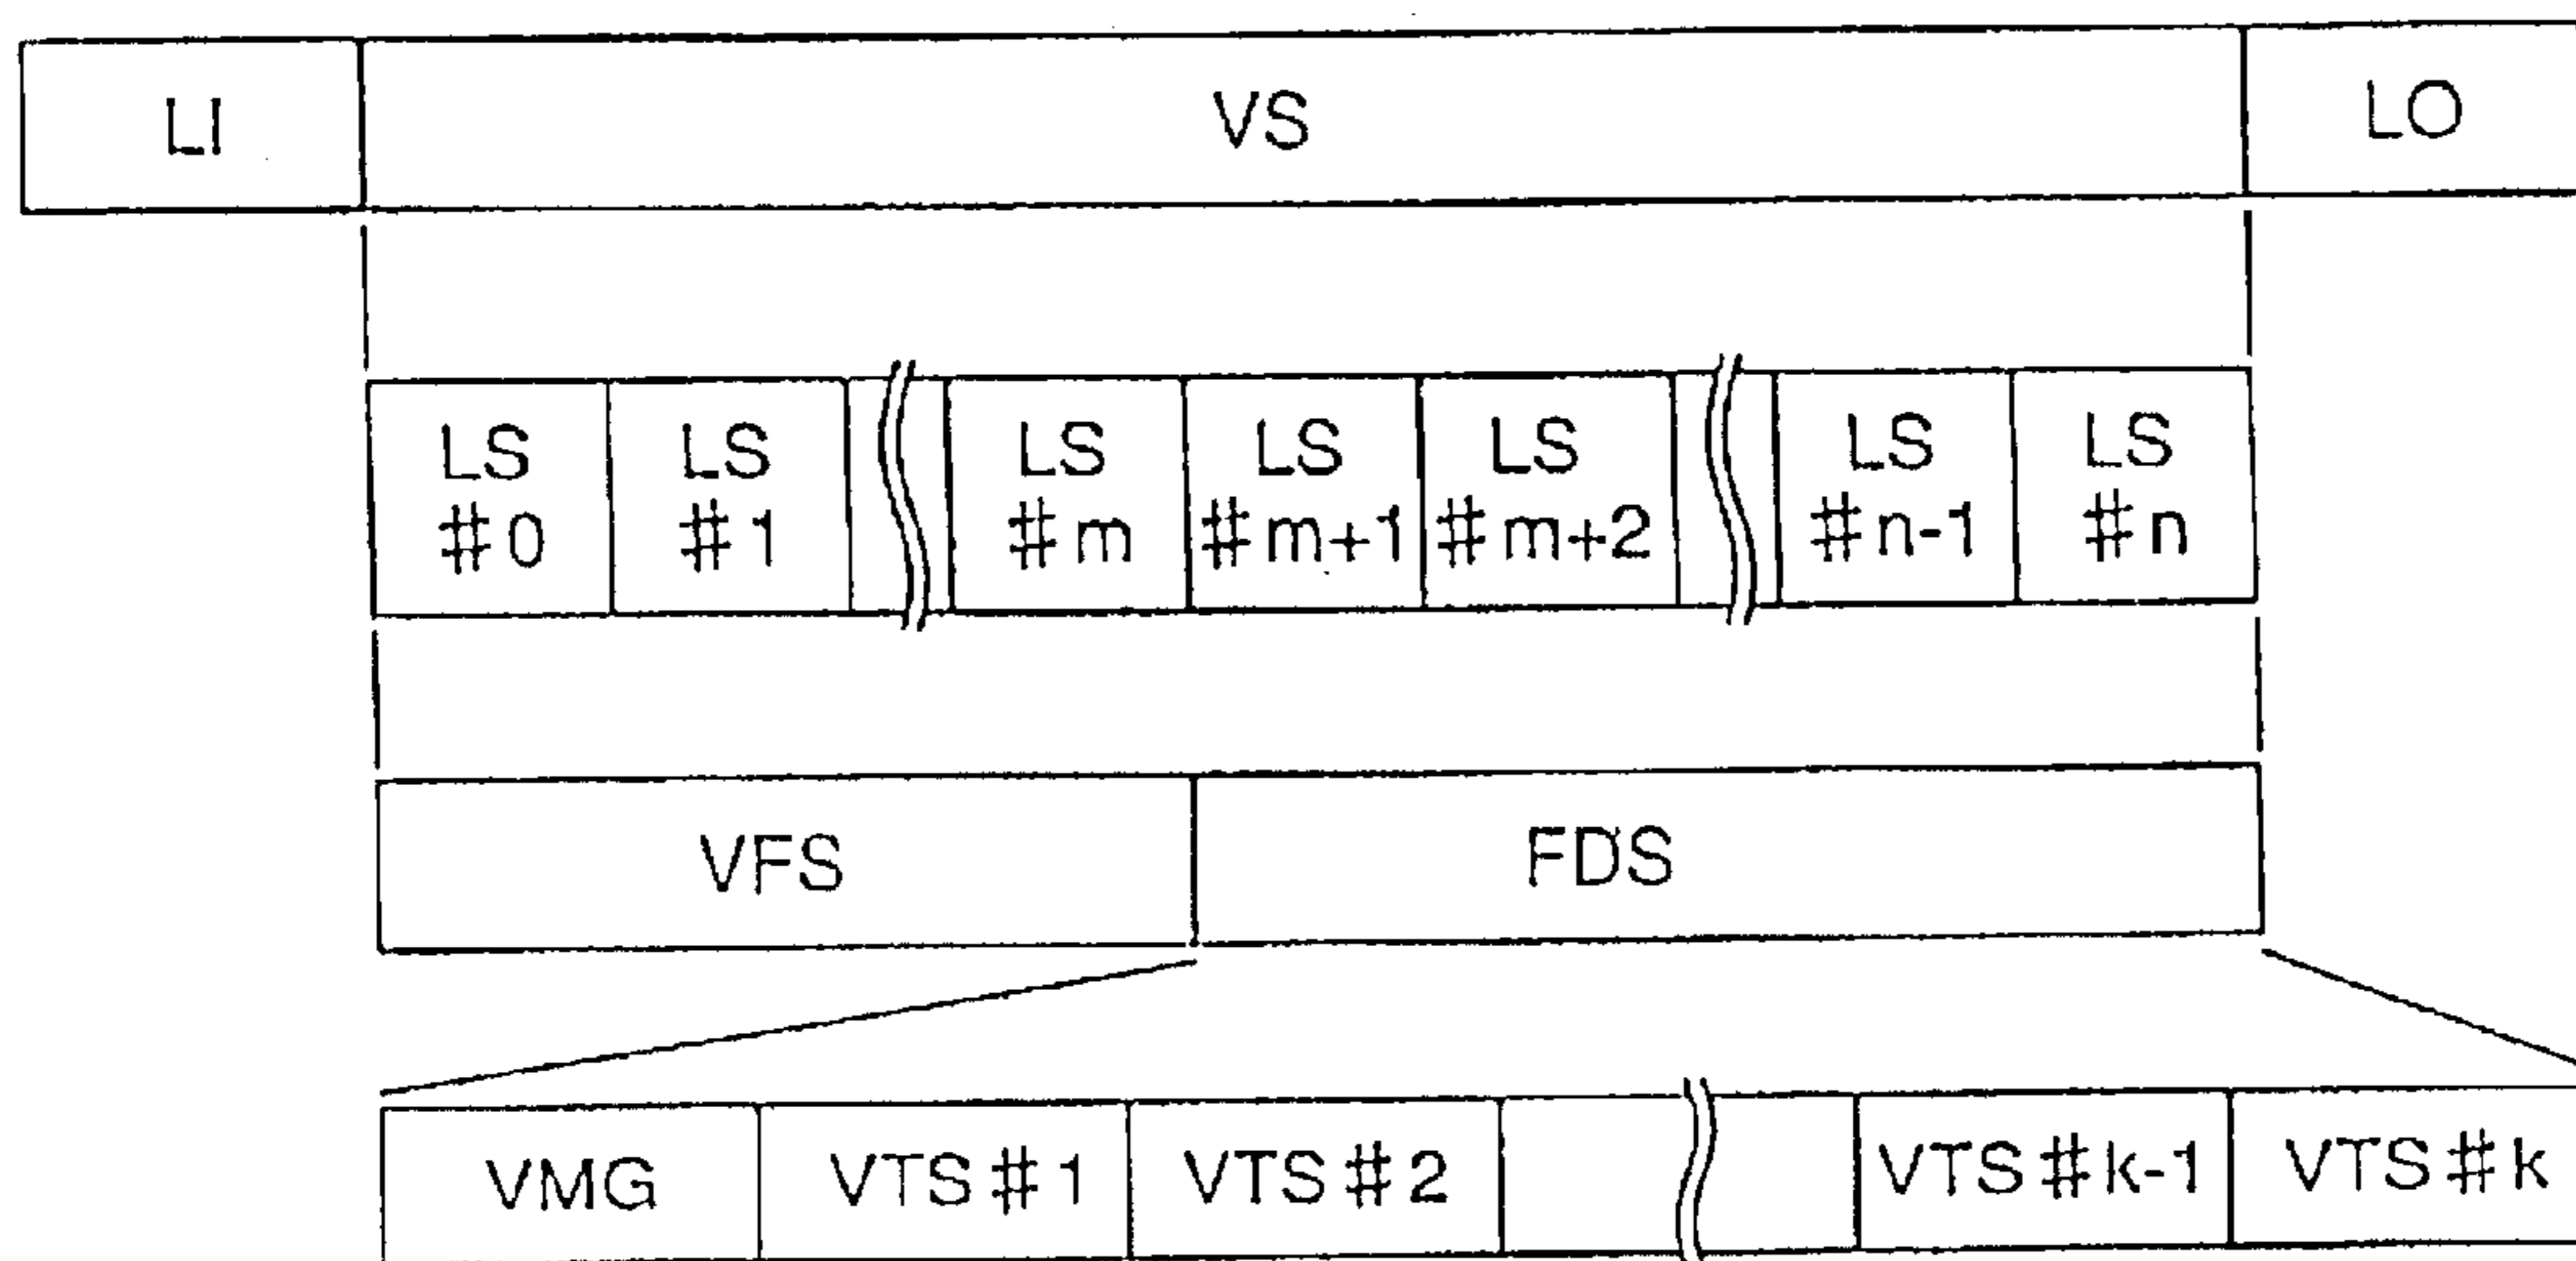 LI VS LO
LS LS LS LS LS LS LS
#0 #1 #m #m+1 #m+2 #n-1 #n
VFS FDS
VMG VTS#1 VTS#2 VTS#k-1 VTS#k